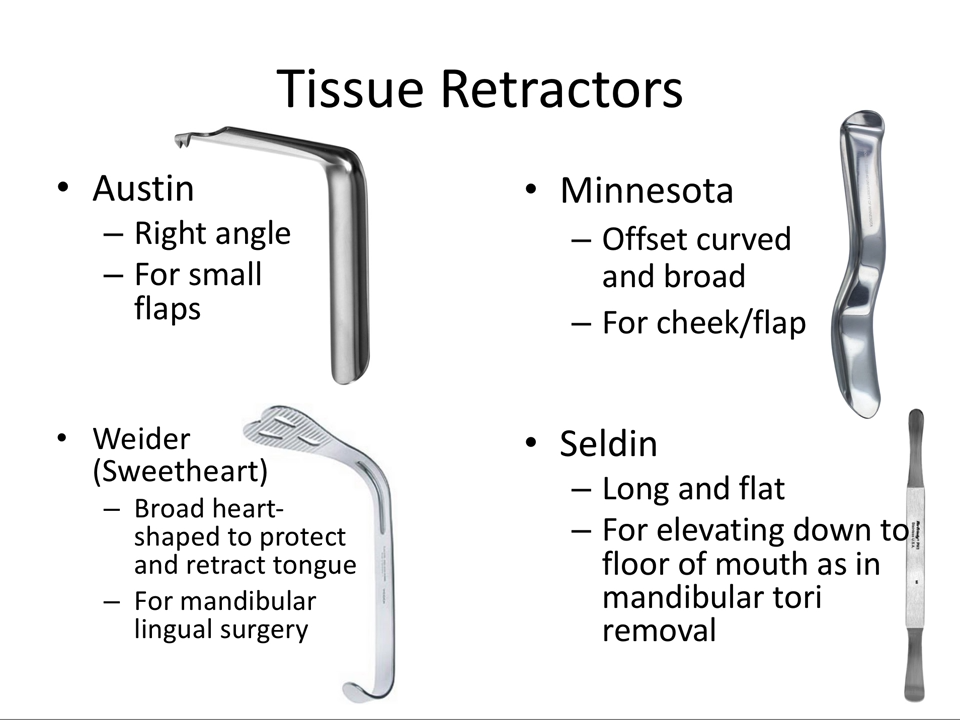 Tissue Retractors
• Austin
– Right angle
– For small
flaps
• Minnesota
– Offset curved
and broad
– For cheek/flap
• Weider
(Sweetheart)
– Broad heart-
shaped to protect
and retract tongue
– For mandibular
lingual surgery
• Seldin
– Long and flat
– For elevating down to
floor of mouth as in
mandibular tori
removal